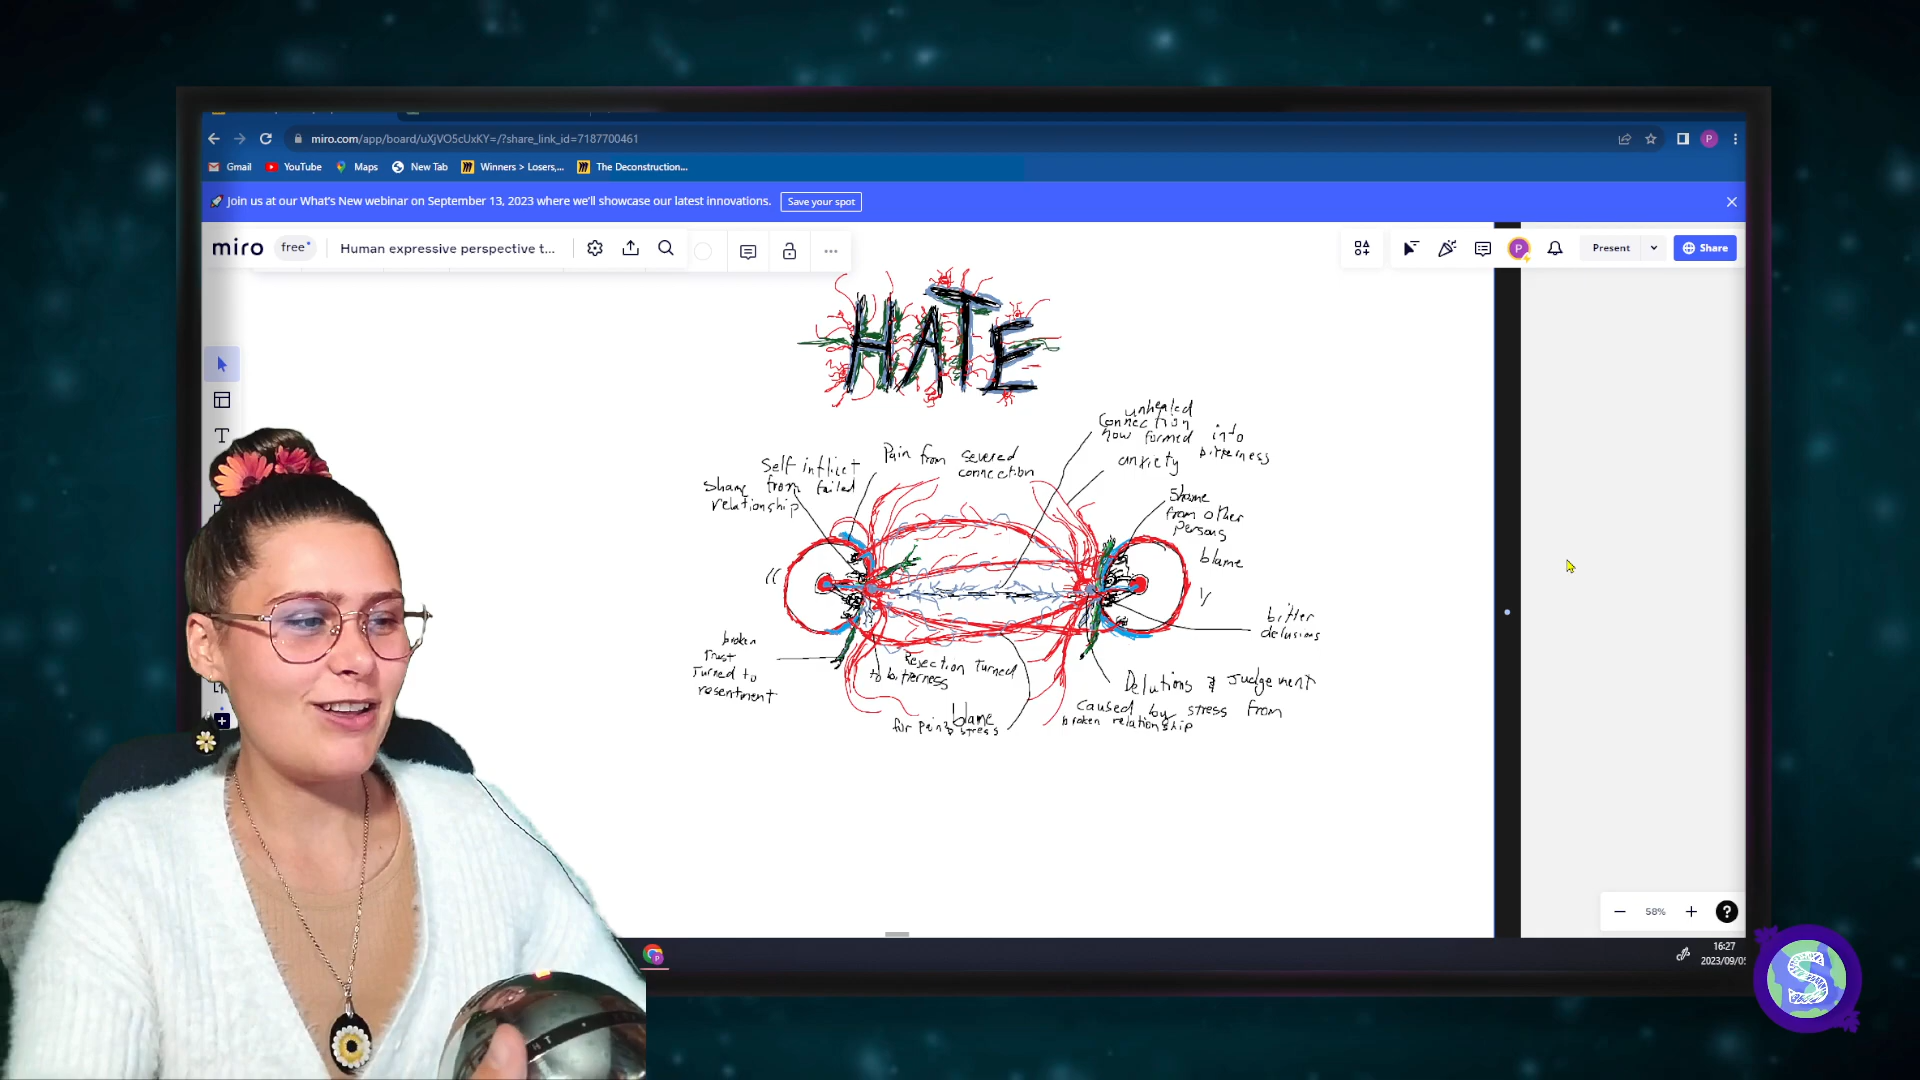 miro.com/app/board/uXjVO5cUxKY=/?share_link_id=7187700461
P
Gmail
YouTube
Maps
New Tab
Winners > Losers,...
The Deconstruction...
Join us at our What's New webinar on September 13, 2023 where we'll showcase our latest innovations.
Save your spot
miro
free
Human expressive perspective t...
P
Present
Share
HATE
T
unhealed
connection
now formed into
bitterness
anxiety
Pain from severed
connection
Self inflict
shame from failed
relationship
Shame
from other
persons
blame
bitter
delusions
broken
trust
turned to
resentment
Rejection turned
to bitterness
blame
for pain & stress
Delutions & Judgement
caused by stress from
broken relationship
58%
?
16:27
2023/09/05
S